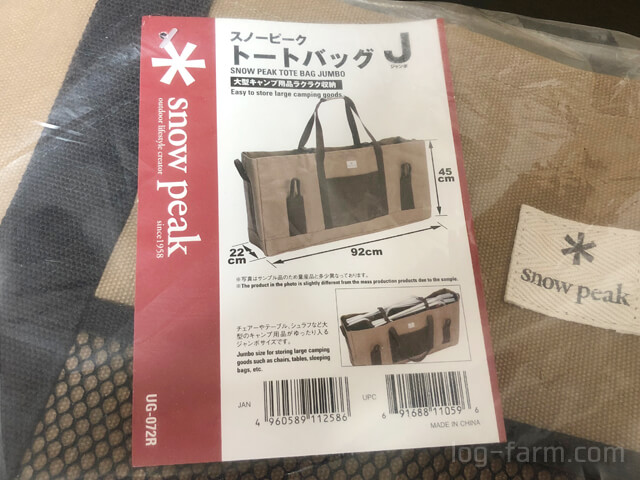 スノーピーク
トートバッグ J
ジャンボ
SNOW PEAK TOTE BAG JUMBO
大型キャンプ用品ラクラク収納
Easy to store large camping goods
45
cm
22
cm
92cm
※写真はサンプル品のため量産品と多少異なっております。
※The product in the photo is slightly different from the mass production products due to the sample.
チェアーやテーブル、シュラフなど大
型のキャンプ用品がゆったり入る
ジャンボサイズです。
Jumbo size for storing large camping
goods such as chairs, tables, sleeping
bags, etc.
JAN
4 960589 112586
UPC
6 91688 11059 6
MADE IN CHINA
snow peak
outdoor lifestyle creator
since1958
UG-072R
snow peak
log-farm.com